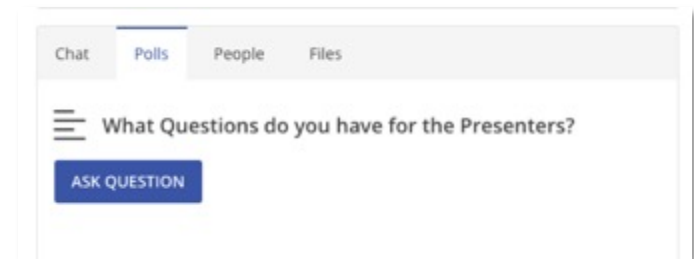 Chat Polls People Files
What Questions do you have for the Presenters?
ASK QUESTION